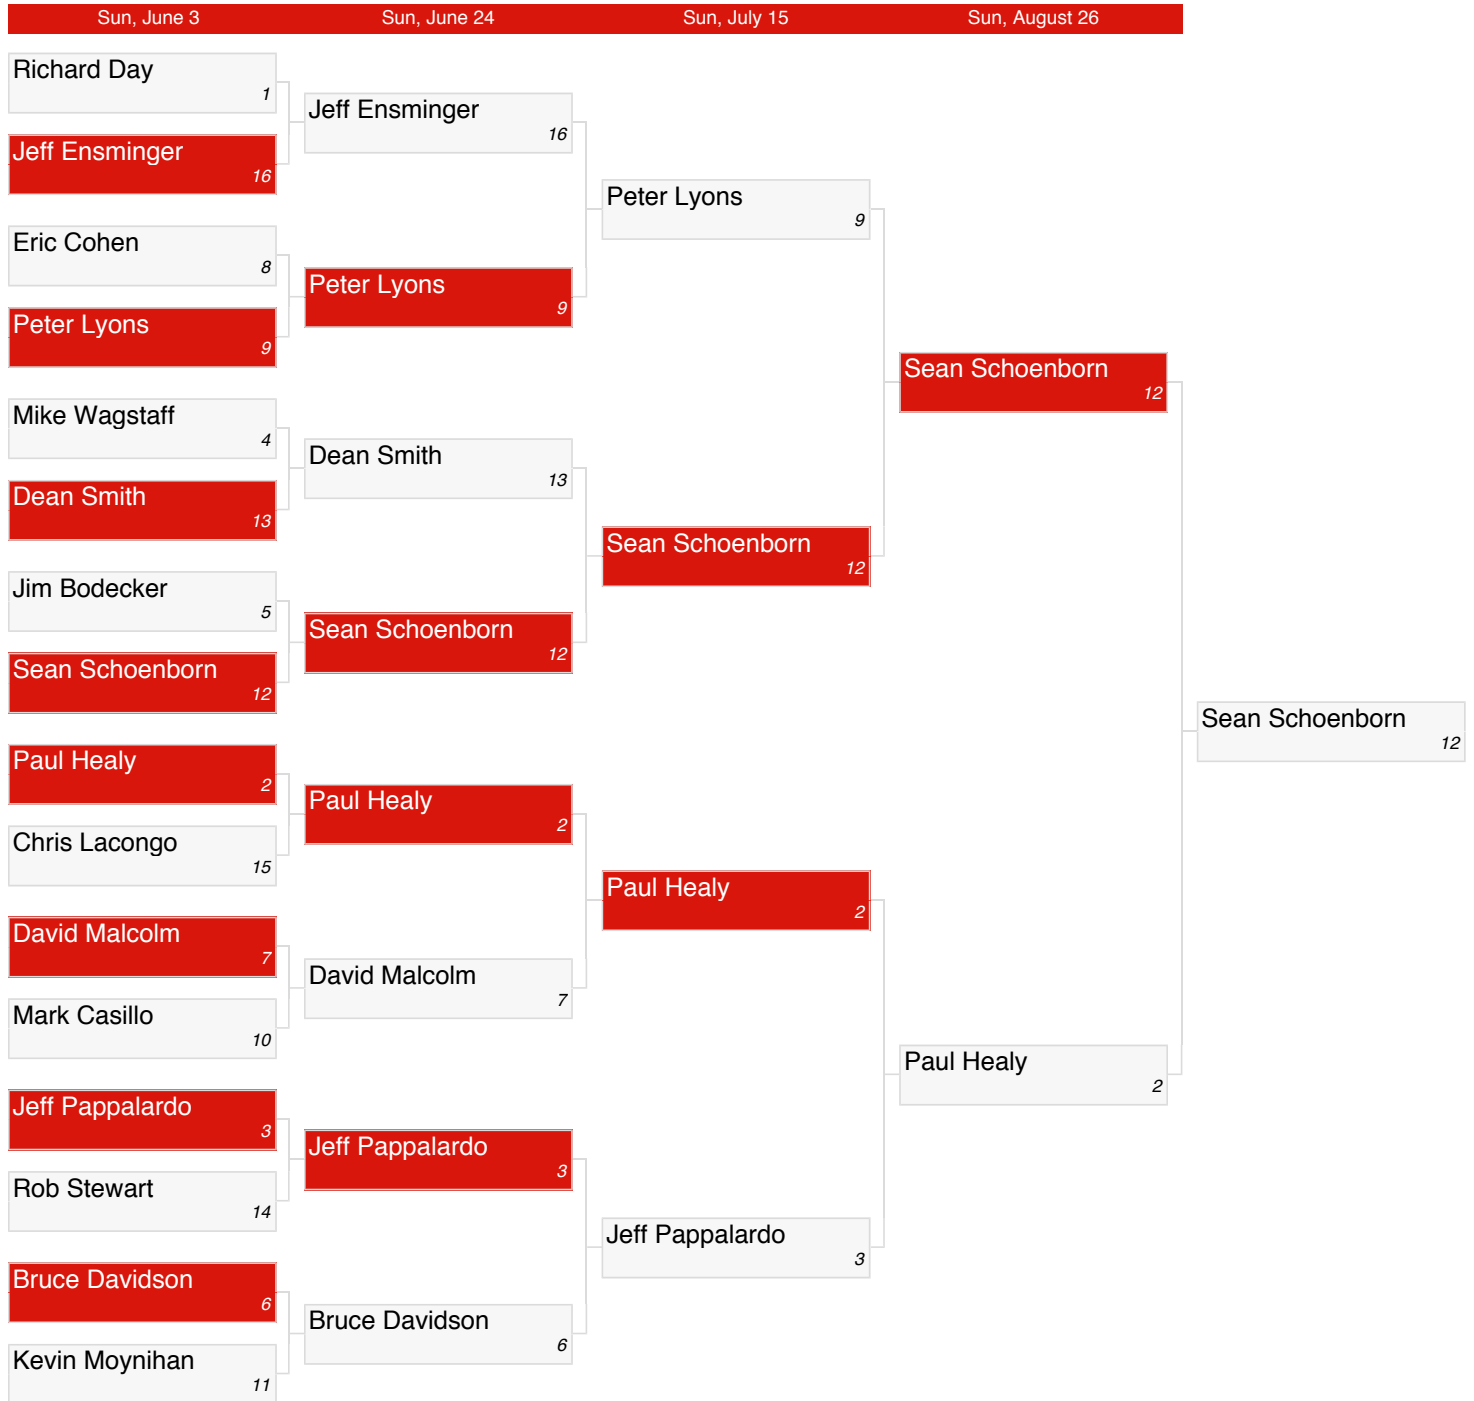 Sun, June 3
Sun, June 24
Sun, July 15
Sun, August 26
Richard Day
1
Jeff Ensminger
16
Eric Cohen
8
Peter Lyons
9
Mike Wagstaff
4
Dean Smith
13
Jim Bodecker
5
Sean Schoenborn
12
Paul Healy
2
Chris Lacongo
15
David Malcolm
7
Mark Casillo
10
Jeff Pappalardo
3
Rob Stewart
14
Bruce Davidson
6
Kevin Moynihan
11
Jeff Ensminger
16
Peter Lyons
9
Dean Smith
13
Sean Schoenborn
12
Paul Healy
2
David Malcolm
7
Jeff Pappalardo
3
Bruce Davidson
6
Peter Lyons
9
Sean Schoenborn
12
Paul Healy
2
Jeff Pappalardo
3
Sean Schoenborn
12
Paul Healy
2
Sean Schoenborn
12